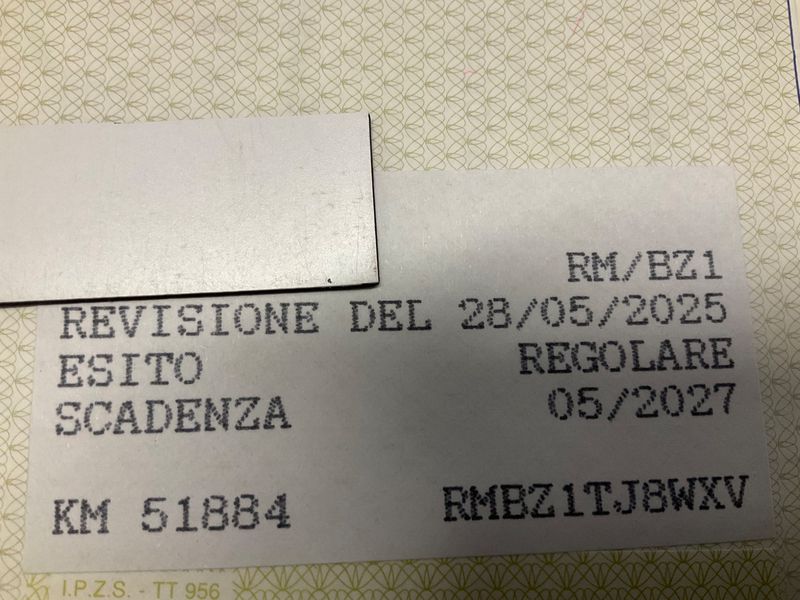 RM/BZ1
REVISIONE DEL 28/05/2025
ESITO REGOLARE
SCADENZA 05/2027
KM 51884 RMBZ1TJ8WXV
I.P.Z.S. - TT 956